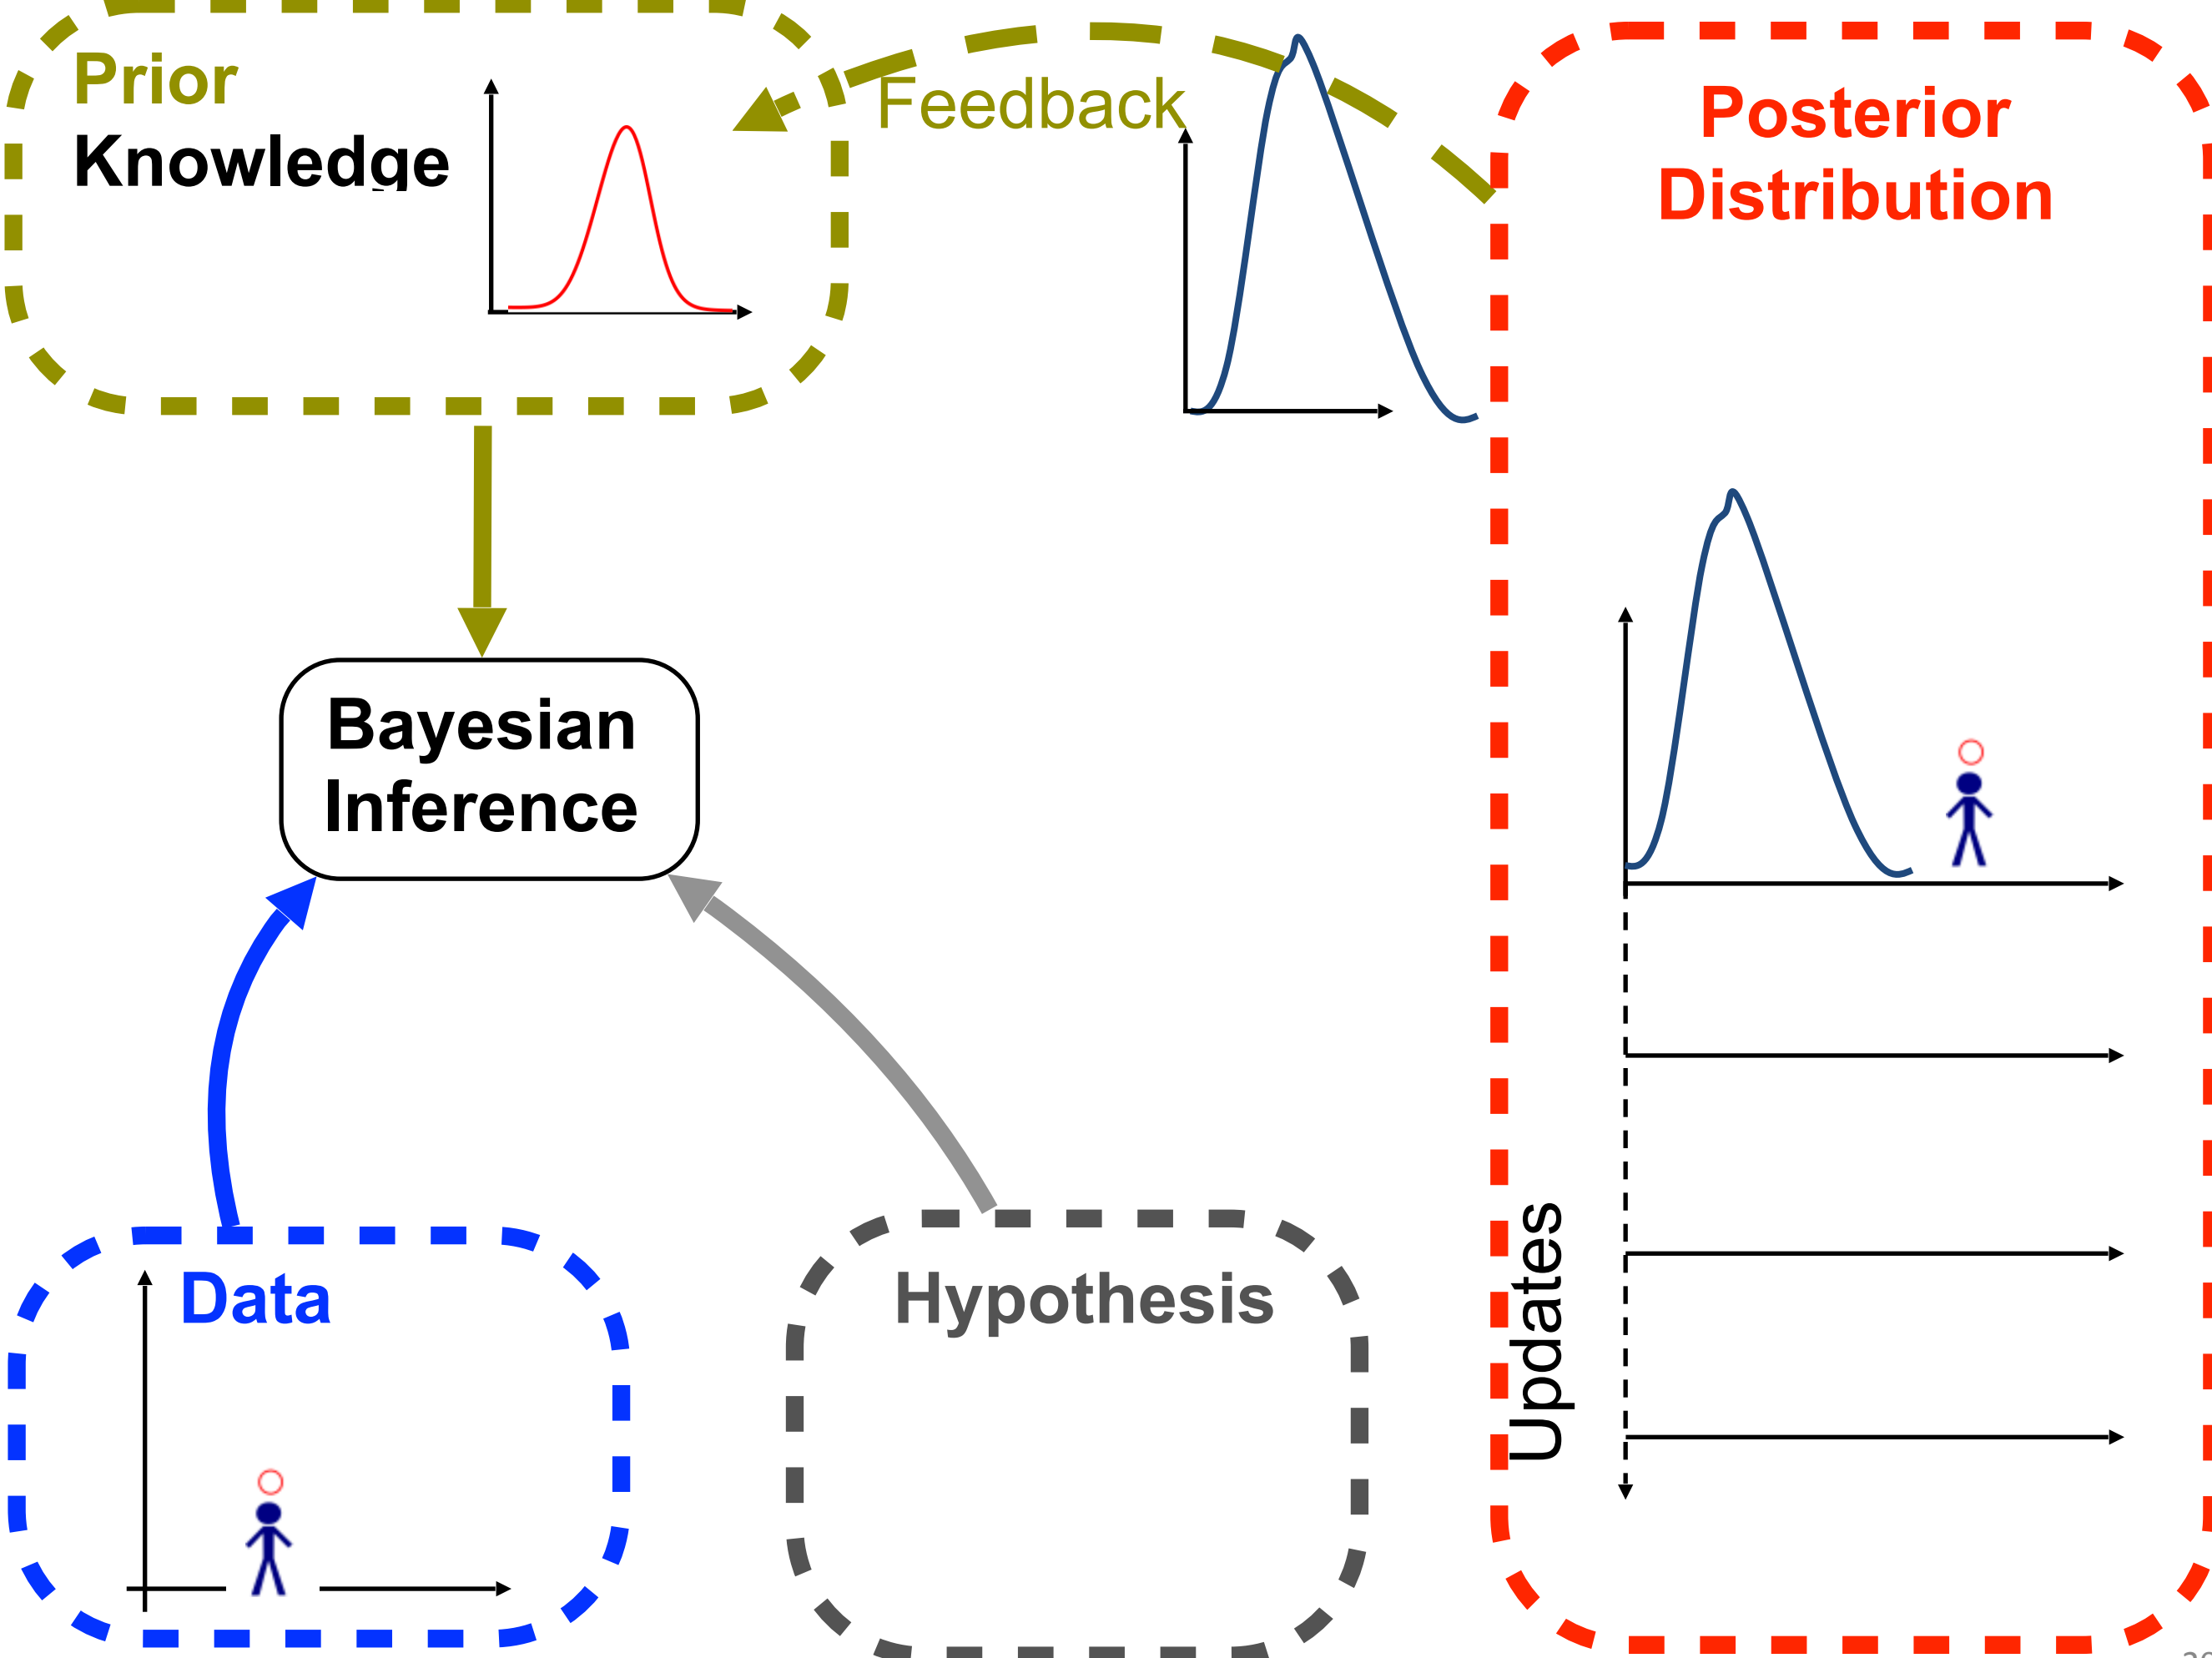 Prior
Knowledge
Feedback
Posterior
Distribution
Bayesian
Inference
Data
Hypothesis
Updates